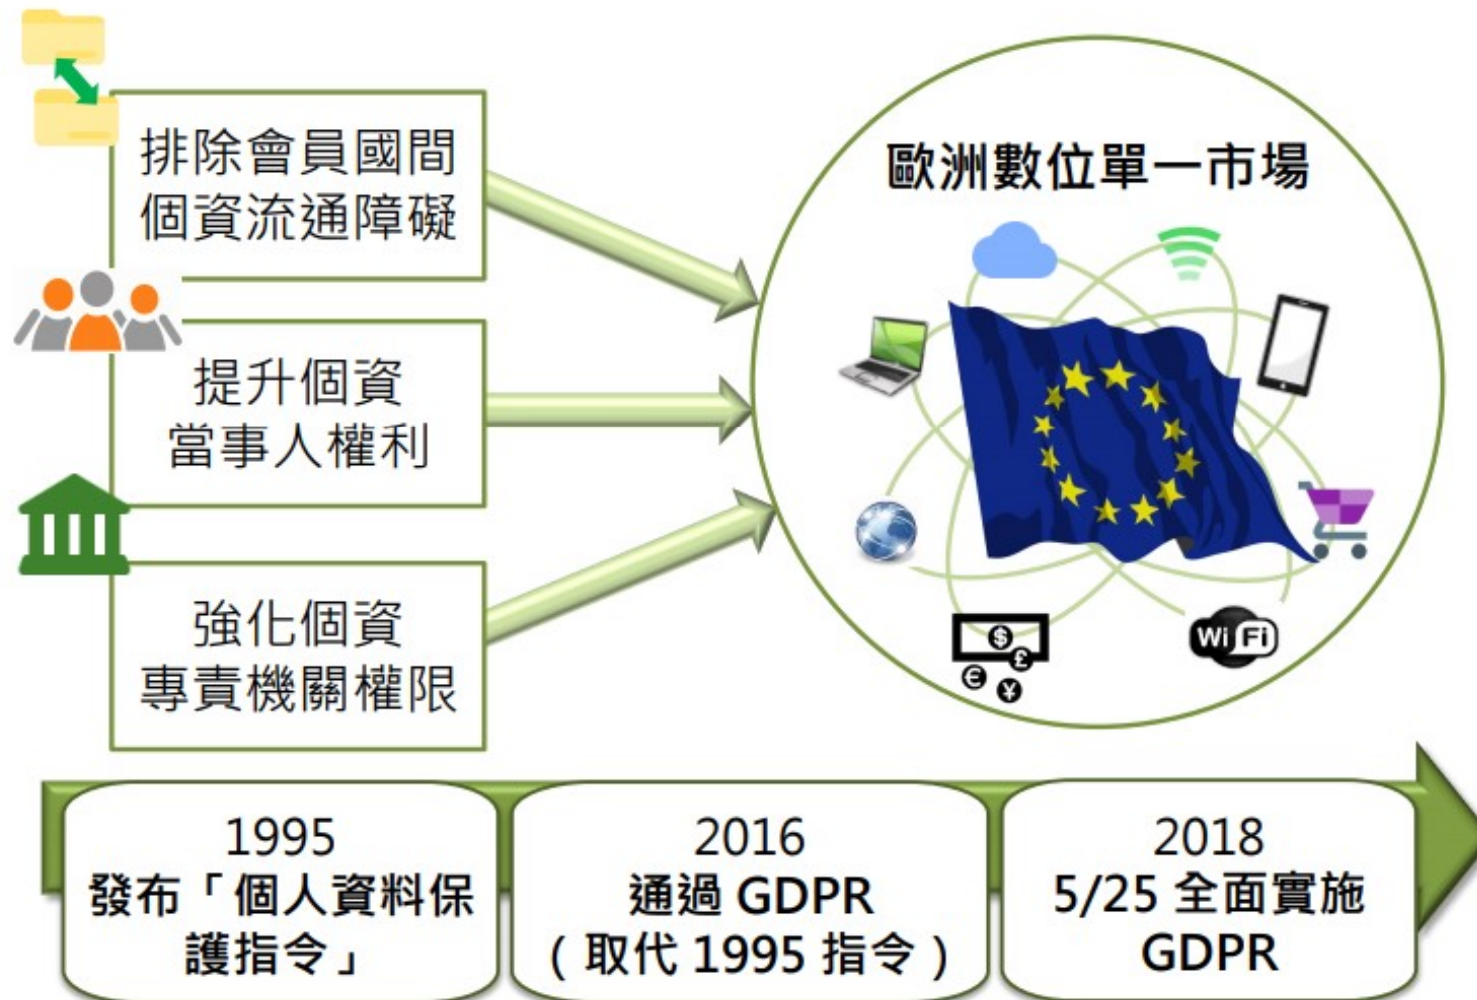 排除會員國間
個資流通障礙
提升個資
當事人權利
強化個資
專責機關權限
歐洲數位單一市場
$
£
€
¥
Wi Fi
1995
發布「個人資料保
護指令」
2016
通過 GDPR
（取代 1995 指令）
2018
5/25 全面實施
GDPR